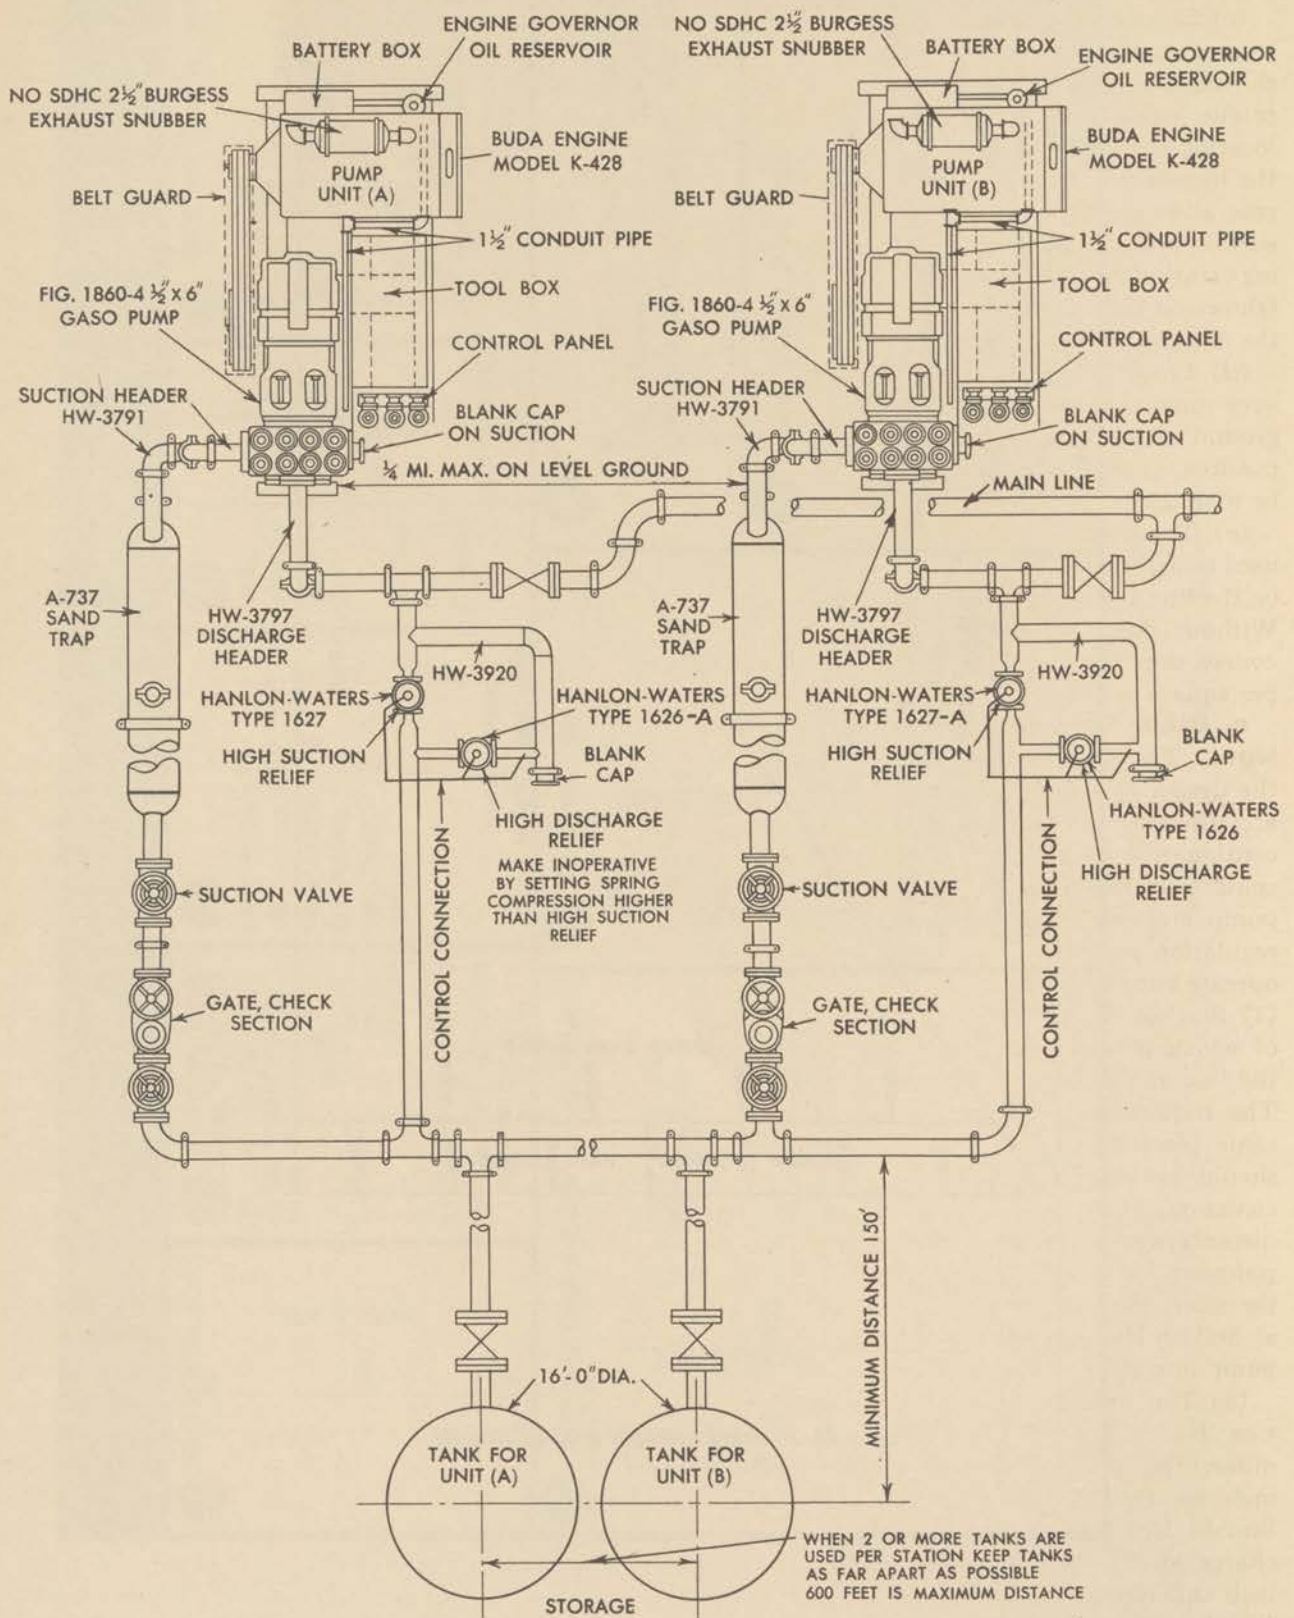 ENGINE GOVERNOR
OIL RESERVOIR
BATTERY BOX
NO SDHC 2½" BURGESS
EXHAUST SNUBBER
BUDA ENGINE
MODEL K-428
PUMP
UNIT (A)
BELT GUARD
1½" CONDUIT PIPE
FIG. 1860-4 ½" x 6"
GASO PUMP
TOOL BOX
CONTROL PANEL
SUCTION HEADER
HW-3791
BLANK CAP
ON SUCTION
¼ MI. MAX. ON LEVEL GROUND
NO SDHC 2½" BURGESS
EXHAUST SNUBBER
BATTERY BOX
ENGINE GOVERNOR
OIL RESERVOIR
BUDA ENGINE
MODEL K-428
PUMP
UNIT (B)
BELT GUARD
1½" CONDUIT PIPE
FIG. 1860-4 ½" x 6"
GASO PUMP
TOOL BOX
CONTROL PANEL
SUCTION HEADER
HW-3791
BLANK CAP
ON SUCTION
MAIN LINE
A-737
SAND
TRAP
HW-3797
DISCHARGE
HEADER
HW-3920
HANLON-WATERS
TYPE 1627
HANLON-WATERS
TYPE 1626-A
HIGH SUCTION
RELIEF
BLANK
CAP
HIGH DISCHARGE
RELIEF
MAKE INOPERATIVE
BY SETTING SPRING
COMPRESSION HIGHER
THAN HIGH SUCTION
RELIEF
CONTROL CONNECTION
SUCTION VALVE
GATE, CHECK
SECTION
A-737
SAND
TRAP
HW-3797
DISCHARGE
HEADER
HW-3920
HANLON-WATERS
TYPE 1627-A
HIGH SUCTION
RELIEF
BLANK
CAP
HANLON-WATERS
TYPE 1626
HIGH DISCHARGE
RELIEF
CONTROL CONNECTION
SUCTION VALVE
GATE, CHECK
SECTION
MINIMUM DISTANCE 150'
16'-0" DIA.
TANK FOR
UNIT (A)
TANK FOR
UNIT (B)
WHEN 2 OR MORE TANKS ARE
USED PER STATION KEEP TANKS
AS FAR APART AS POSSIBLE
600 FEET IS MAXIMUM DISTANCE
STORAGE